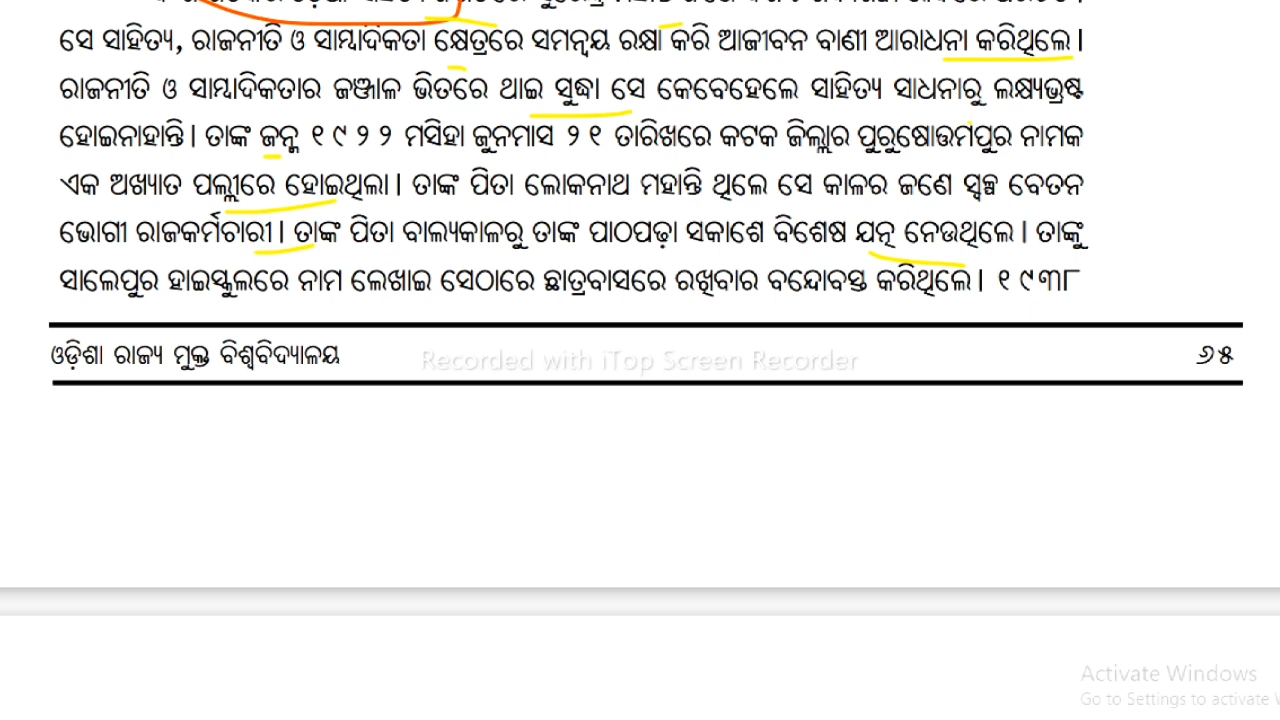 ସେ ସାହିତ୍ୟ, ରାଜନୀତି ଓ ସାମ୍ବାଦିକତା କ୍ଷେତ୍ରରେ ସମନ୍ୱୟ ରକ୍ଷା କରି ଆଜୀବନ ବାଣୀ ଆରାଧନା କରିଥିଲେ।
ରାଜନୀତି ଓ ସାମ୍ବାଦିକତାର ଜଞ୍ଜାଳ ଭିତରେ ଥାଇ ସୁଦ୍ଧା ସେ କେବେହେଲେ ସାହିତ୍ୟ ସାଧନାରୁ ଲକ୍ଷ୍ୟଭ୍ରଷ୍ଟ
ହୋଇନାହାନ୍ତି। ତାଙ୍କ ଜନ୍ମ ୧୯୨୨ ମସିହା ଜୁନମାସ ୨୧ ତାରିଖରେ କଟକ ଜିଲ୍ଲାର ପୁରୁଷୋତ୍ତମପୁର ନାମକ
ଏକ ଅଖ୍ୟାତ ପଲ୍ଲୀରେ ହୋଇଥିଲା। ତାଙ୍କ ପିତା ଲୋକନାଥ ମହାନ୍ତି ଥିଲେ ସେ କାଳର ଜଣେ ସ୍ୱଳ୍ପ ବେତନ
ଭୋଗୀ ରାଜକର୍ମଚାରୀ। ତାଙ୍କ ପିତା ବାଲ୍ୟକାଳରୁ ତାଙ୍କ ପାଠପଢ଼ା ସକାଶେ ବିଶେଷ ଯତ୍ନ ନେଉଥିଲେ। ତାଙ୍କୁ
ସାଲେପୁର ହାଇସ୍କୁଲରେ ନାମ ଲେଖାଇ ସେଠାରେ ଛାତ୍ରବାସରେ ରଖିବାର ବନ୍ଦୋବସ୍ତ କରିଥିଲେ। ୧୯୩୮
ଓଡ଼ିଶା ରାଜ୍ୟ ମୁକ୍ତ ବିଶ୍ୱବିଦ୍ୟାଳୟ ୬୫
Recorded with iTop Screen Recorder
Activate Windows
Go to Settings to activate